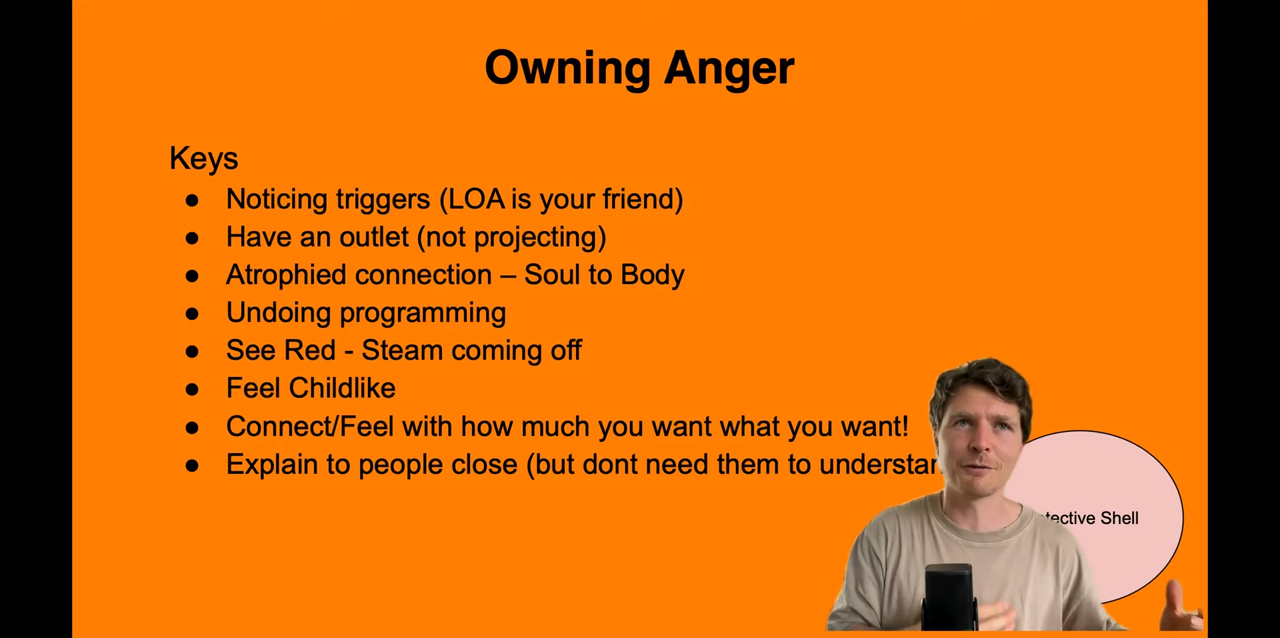 Owning Anger
Keys
● Noticing triggers (LOA is your friend)
● Have an outlet (not projecting)
● Atrophied connection – Soul to Body
● Undoing programming
● See Red - Steam coming off
● Feel Childlike
● Connect/Feel with how much you want what you want!
● Explain to people close (but dont need them to
Shell